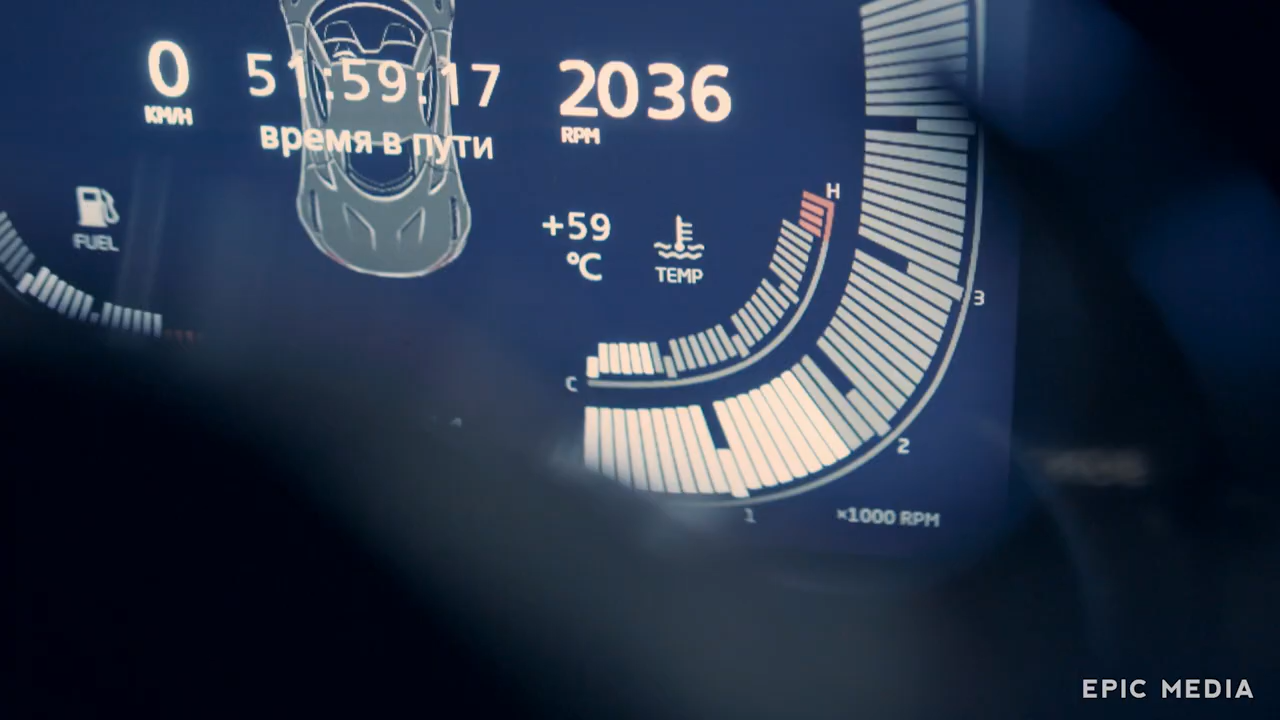 0
KM/H
51:59:17
время в пути
2036
RPM
FUEL
+59
°C
TEMP
H
C
3
2
1
×1000 RPM
EPIC MEDIA